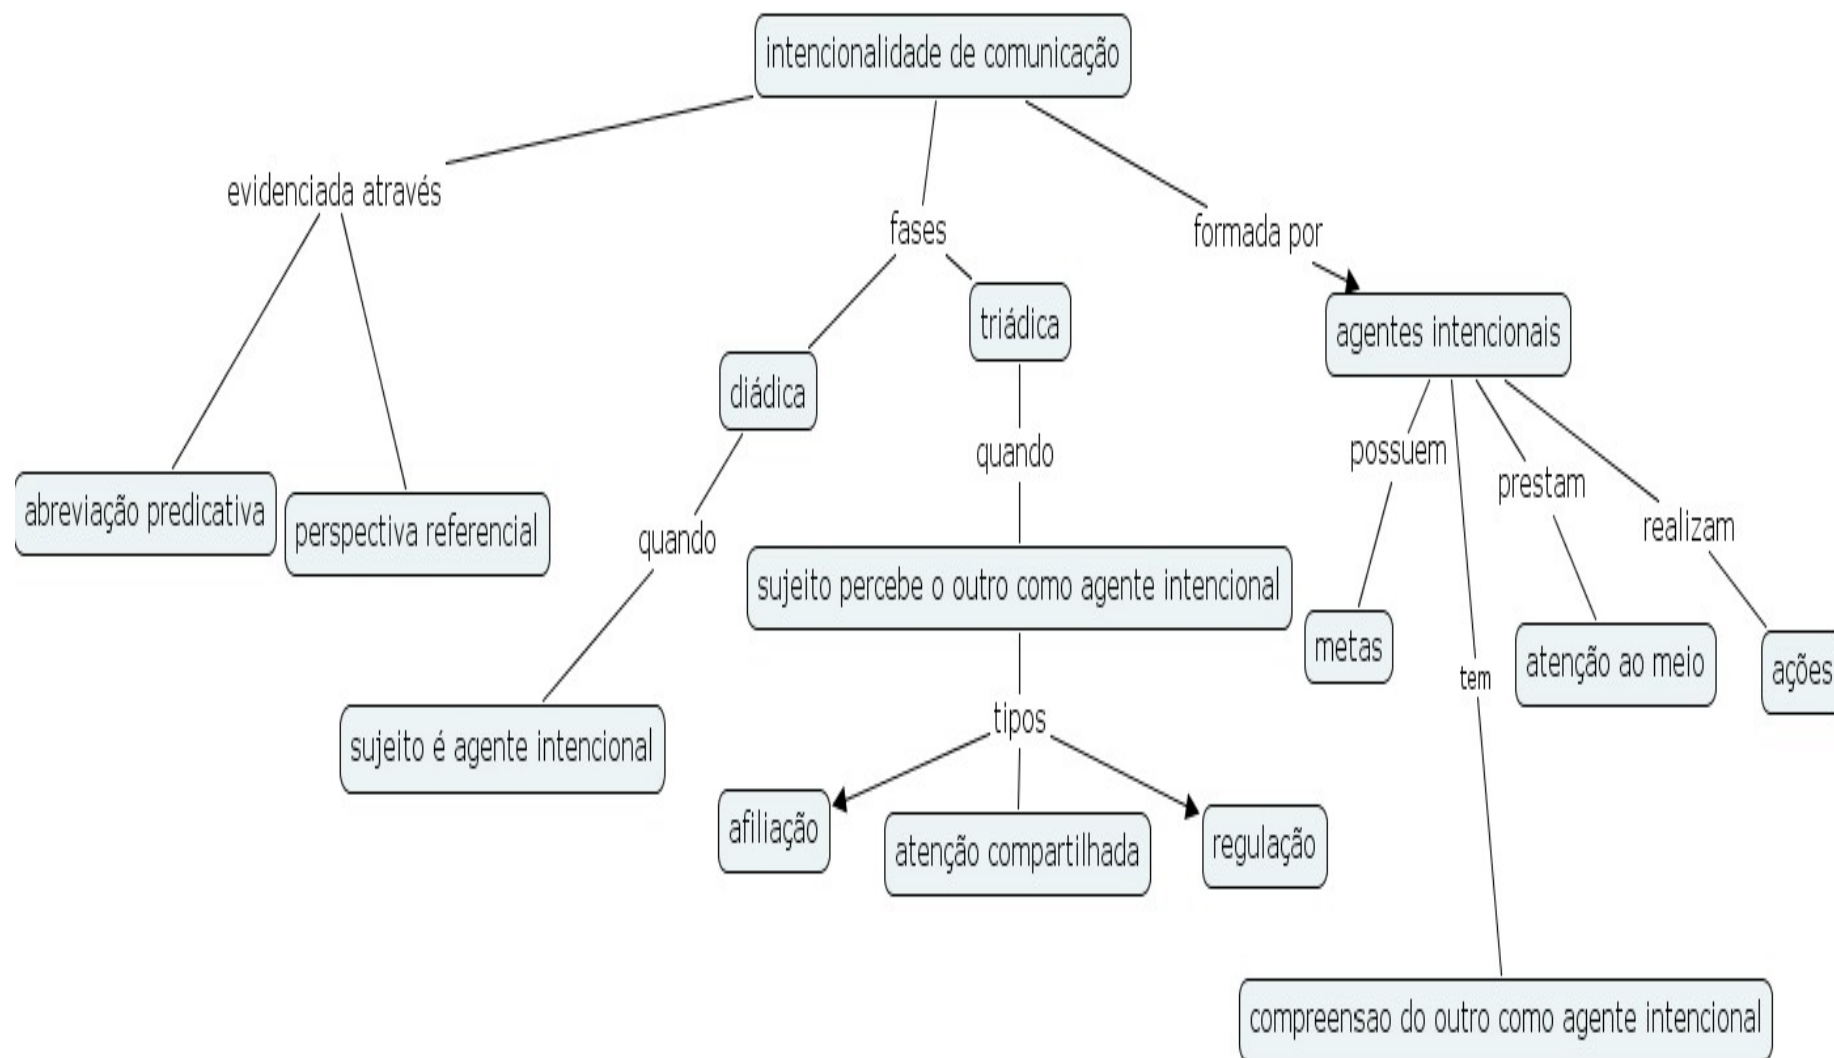 intencionalidade de comunicação
evidenciada através
fases
formada por
triádica
agentes intencionais
diádica
quando
possuem
prestam
abreviação predicativa
perspectiva referencial
quando
realizam
sujeito percebe o outro como agente intencional
metas
atenção ao meio
ações
tem
sujeito é agente intencional
tipos
afiliação
atenção compartilhada
regulação
compreensao do outro como agente intencional